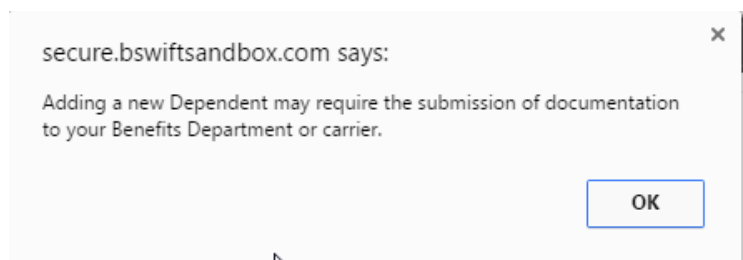 secure.bswiftsandbox.com says:
Adding a new Dependent may require the submission of documentation
to your Benefits Department or carrier.
OK